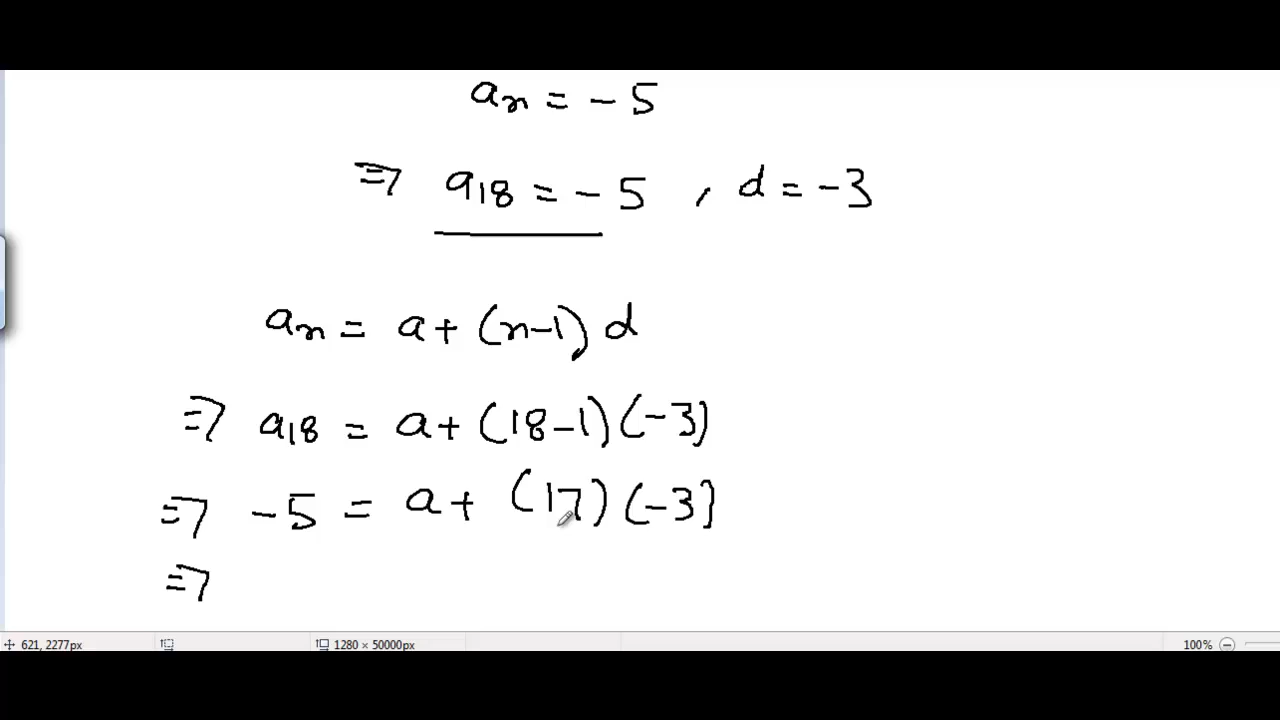 an = - 5
=> a18 = - 5 , d = -3
an = a + (n-1) d
=> a18 = a + (18-1) (-3)
=> -5 = a + (17) (-3)
=>
621, 2277px 1280 × 50000px 100%